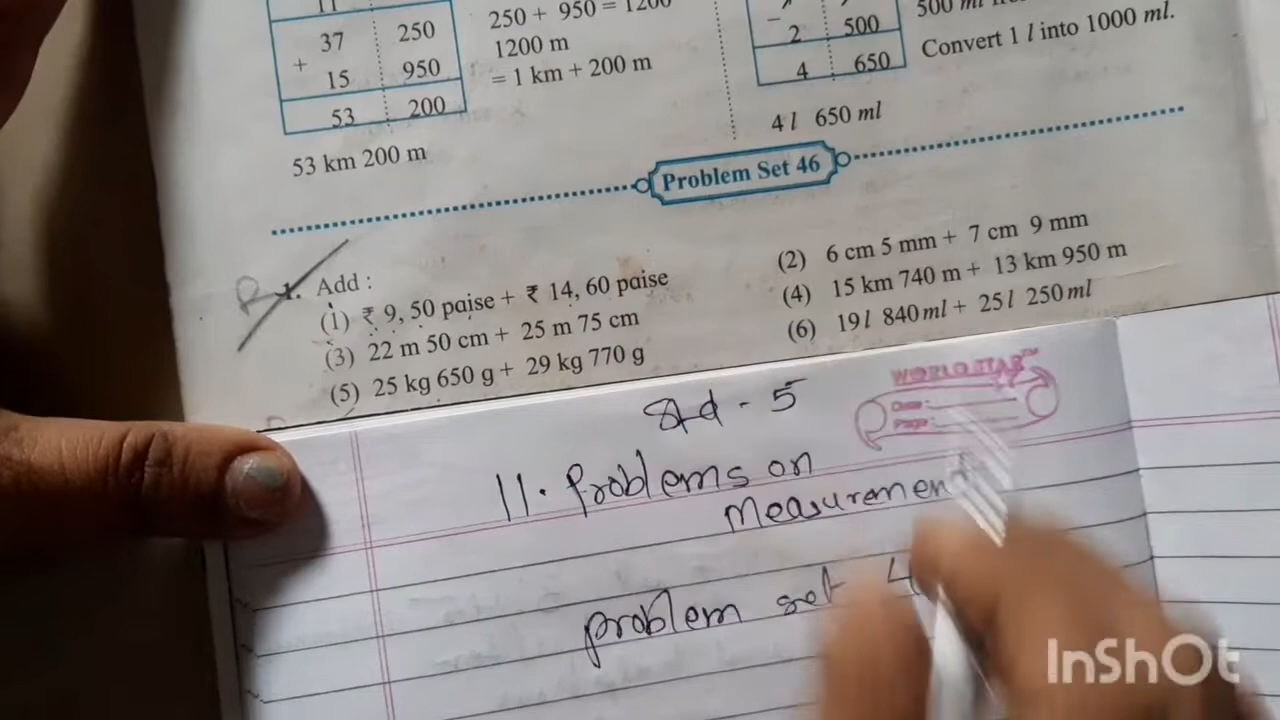 37 250
+
15 950
53 200
53 km 200 m
250 + 950 = 1200
1200 m
= 1 km + 200 m
−
2 500
4 650
4 l 650 ml
500 ml
Convert 1 l into 1000 ml.
Problem Set 46
1. Add :
(1) ₹ 9, 50 paise + ₹ 14, 60 paise
(2) 6 cm 5 mm + 7 cm 9 mm
(3) 22 m 50 cm + 25 m 75 cm
(4) 15 km 740 m + 13 km 950 m
(5) 25 kg 650 g + 29 kg 770 g
(6) 19 l 840 ml + 25 l 250 ml
WORLD STAR
Date :
Page :
Std - 5
11. Problems on
Measurement
problem set 4
InShOt